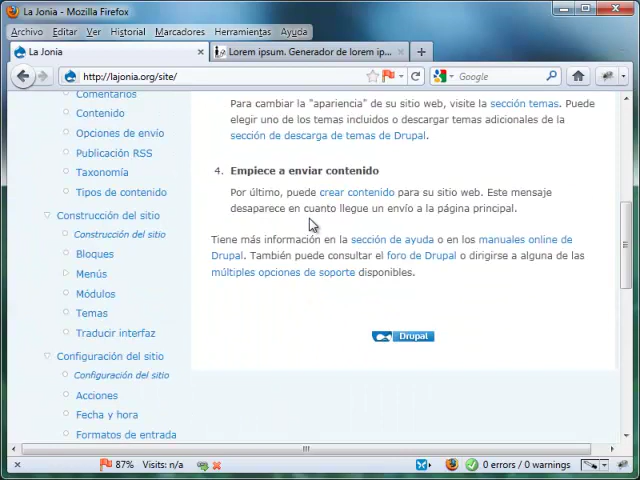 La Jonia - Mozilla Firefox
Archivo Editar Ver Historial Marcadores Herramientas Ayuda
La Jonia
Lorem ipsum. Generador de lorem ip...
http://lajonia.org/site/
Google
Comentarios
Contenido
Opciones de envío
Publicación RSS
Taxonomía
Tipos de contenido
Construcción del sitio
Construcción del sitio
Bloques
Menús
Módulos
Temas
Traducir interfaz
Configuración del sitio
Configuración del sitio
Acciones
Fecha y hora
Formatos de entrada
Para cambiar la "apariencia" de su sitio web, visite la sección temas. Puede
elegir uno de los temas incluidos o descargar temas adicionales de la
sección de descarga de temas de Drupal.
4. Empiece a enviar contenido
Por último, puede crear contenido para su sitio web. Este mensaje
desaparece en cuanto llegue un envío a la página principal.
Tiene más información en la sección de ayuda o en los manuales online de
Drupal. También puede consultar el foro de Drupal o dirigirse a alguna de las
múltiples opciones de soporte disponibles.
Drupal
87% Visits: n/a
0 errors / 0 warnings